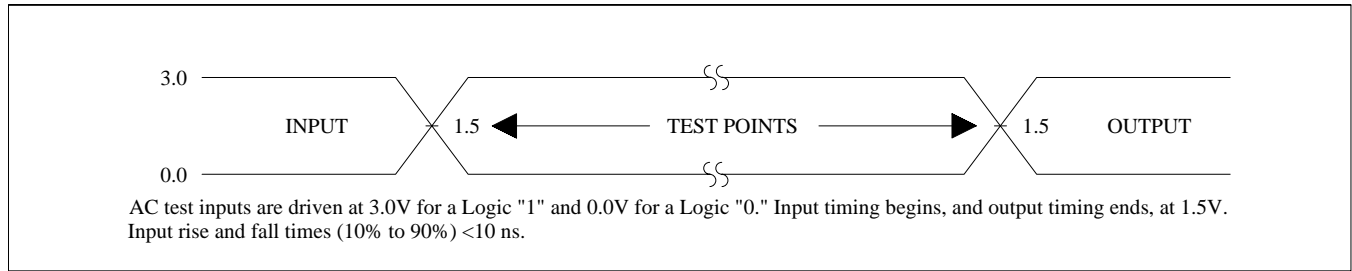 3.0
INPUT 1.5 TEST POINTS 1.5 OUTPUT
0.0
AC test inputs are driven at 3.0V for a Logic "1" and 0.0V for a Logic "0." Input timing begins, and output timing ends, at 1.5V.
Input rise and fall times (10% to 90%) <10 ns.